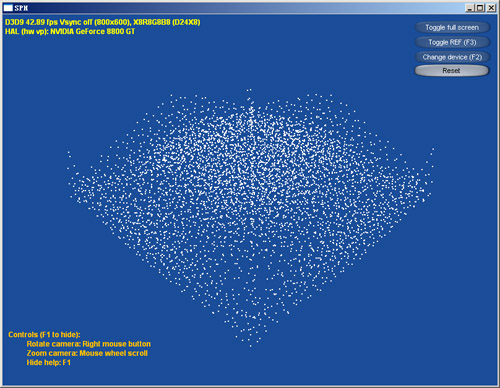 SPH
D3D9 42.89 fps Vsync off (800x600), X8R8G8B8 (D24X8)
HAL (hw vp): NVIDIA GeForce 8800 GT
Toggle full screen
Toggle REF (F3)
Change device (F2)
Reset
Controls (F1 to hide):
Rotate camera: Right mouse button
Zoom camera: Mouse wheel scroll
Hide help: F1